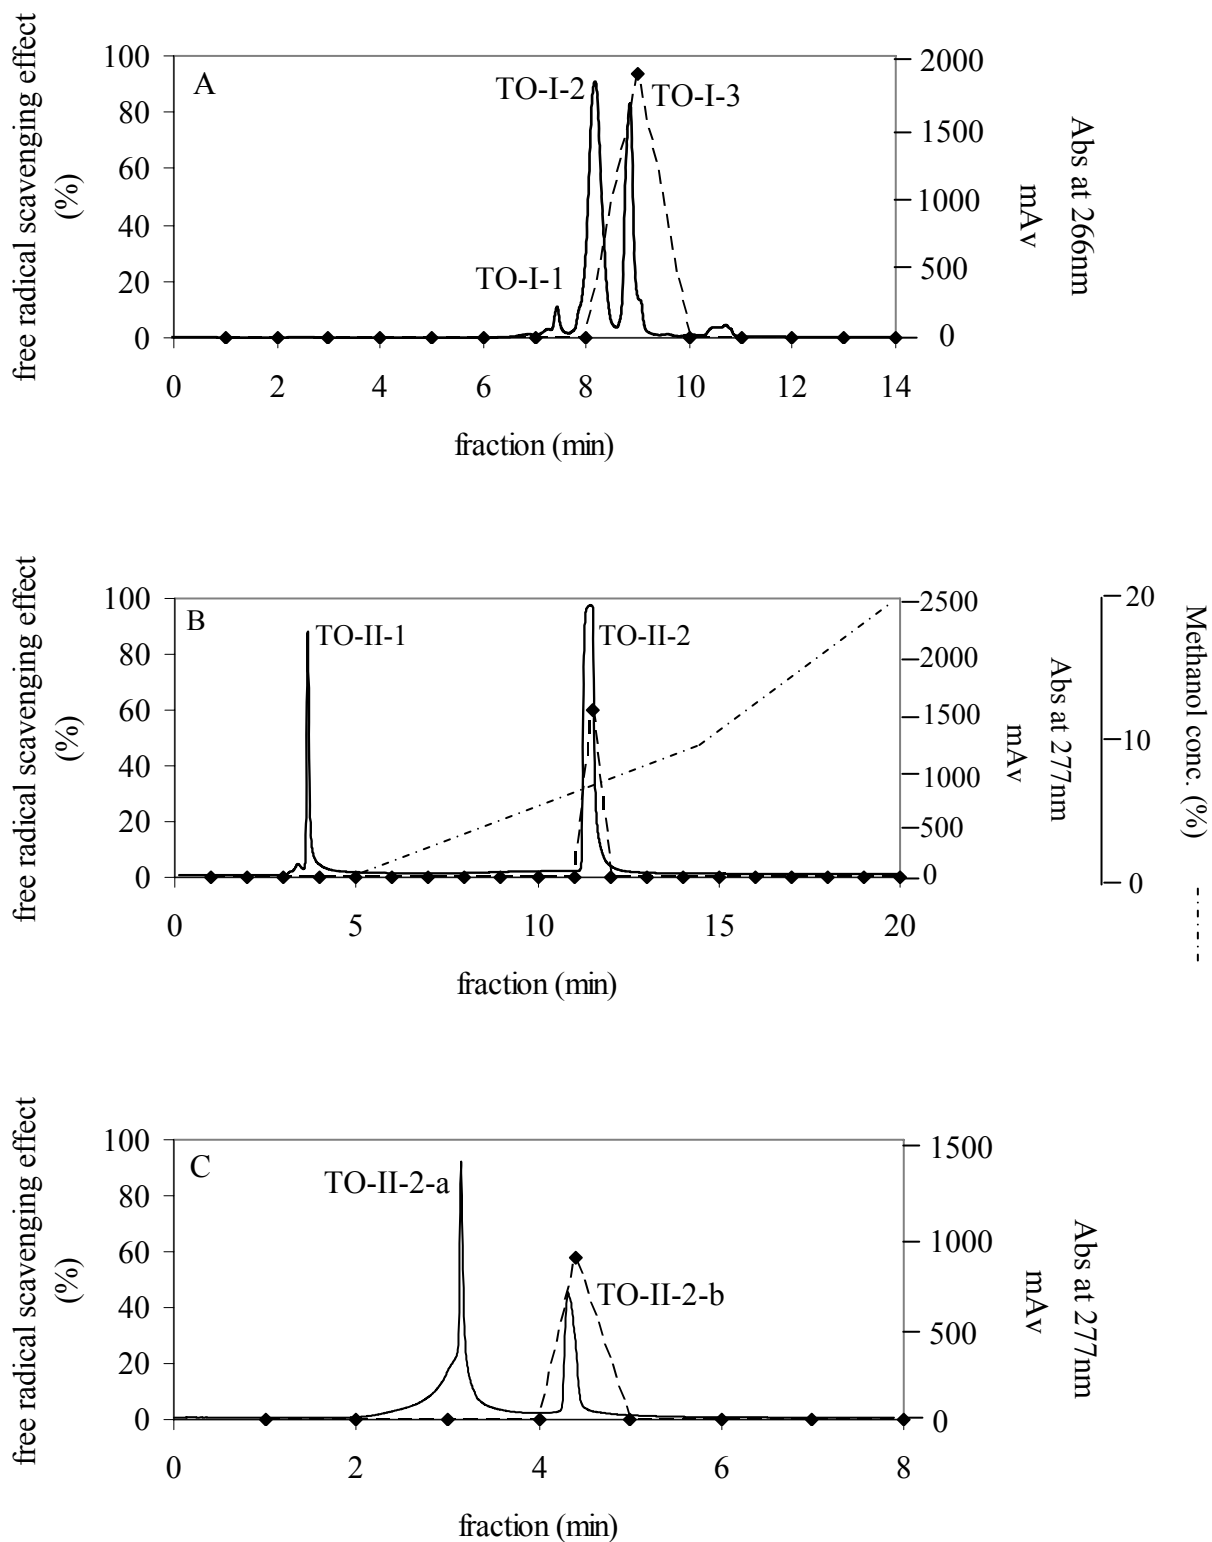 A
free radical scavenging effect
(%)
100
80
60
40
20
0
TO-I-1
TO-I-2
TO-I-3
2000
1500
1000
500
0
Abs at 266nm
mAv
0 2 4 6 8 10 12 14
fraction (min)
B
free radical scavenging effect
(%)
100
80
60
40
20
0
TO-II-1
TO-II-2
2500
2000
1500
1000
500
0
mAv
Abs at 277nm
20
10
0
Methanol conc. (%)
0 5 10 15 20
fraction (min)
C
free radical scavenging effect
(%)
100
80
60
40
20
0
TO-II-2-a
TO-II-2-b
1500
1000
500
0
Abs at 277nm
mAv
0 2 4 6 8
fraction (min)